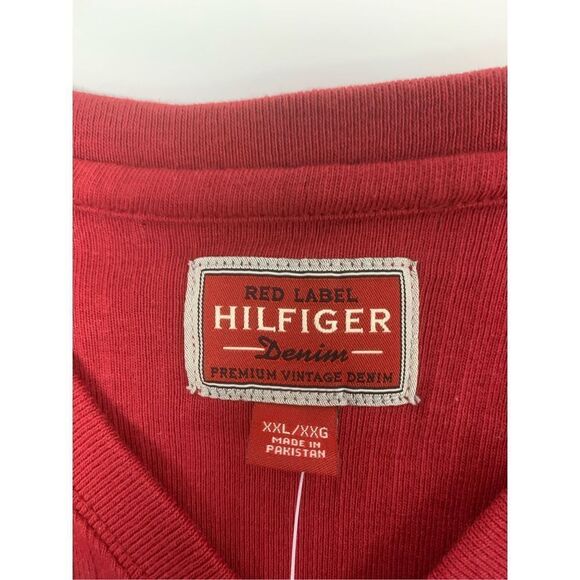 RED LABEL
HILFIGER
Denim
PREMIUM VINTAGE DENIM
XXL/XXG
MADE IN
PAKISTAN